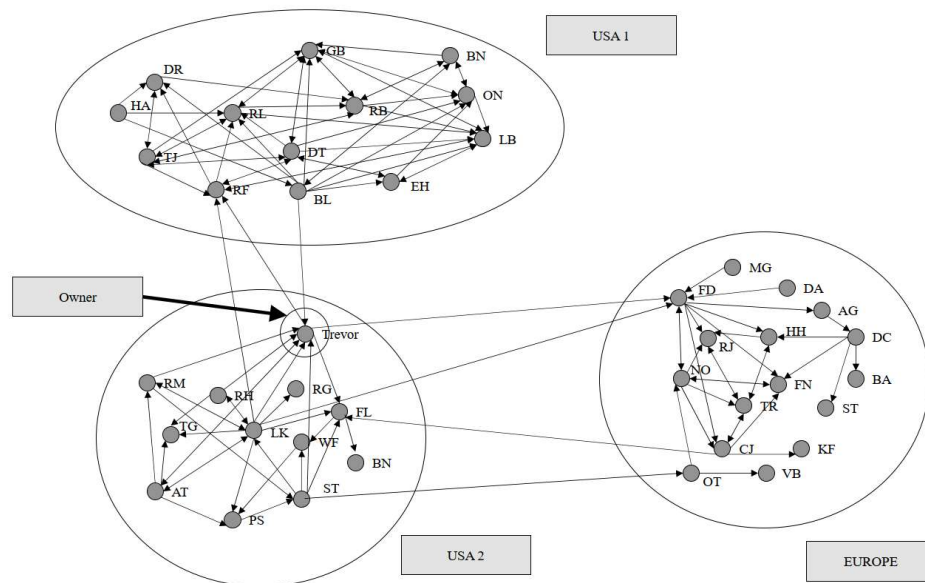 USA 1
GB
BN
DR
ON
HA
RL
RB
LB
TJ
DT
EH
RF
BL
Owner
Trevor
RM
RH
RG
FL
TG
LK
WF
BN
AT
ST
PS
USA 2
MG
DA
FD
AG
HH
DC
RJ
NO
FN
BA
TR
ST
CJ
KF
OT
VB
EUROPE